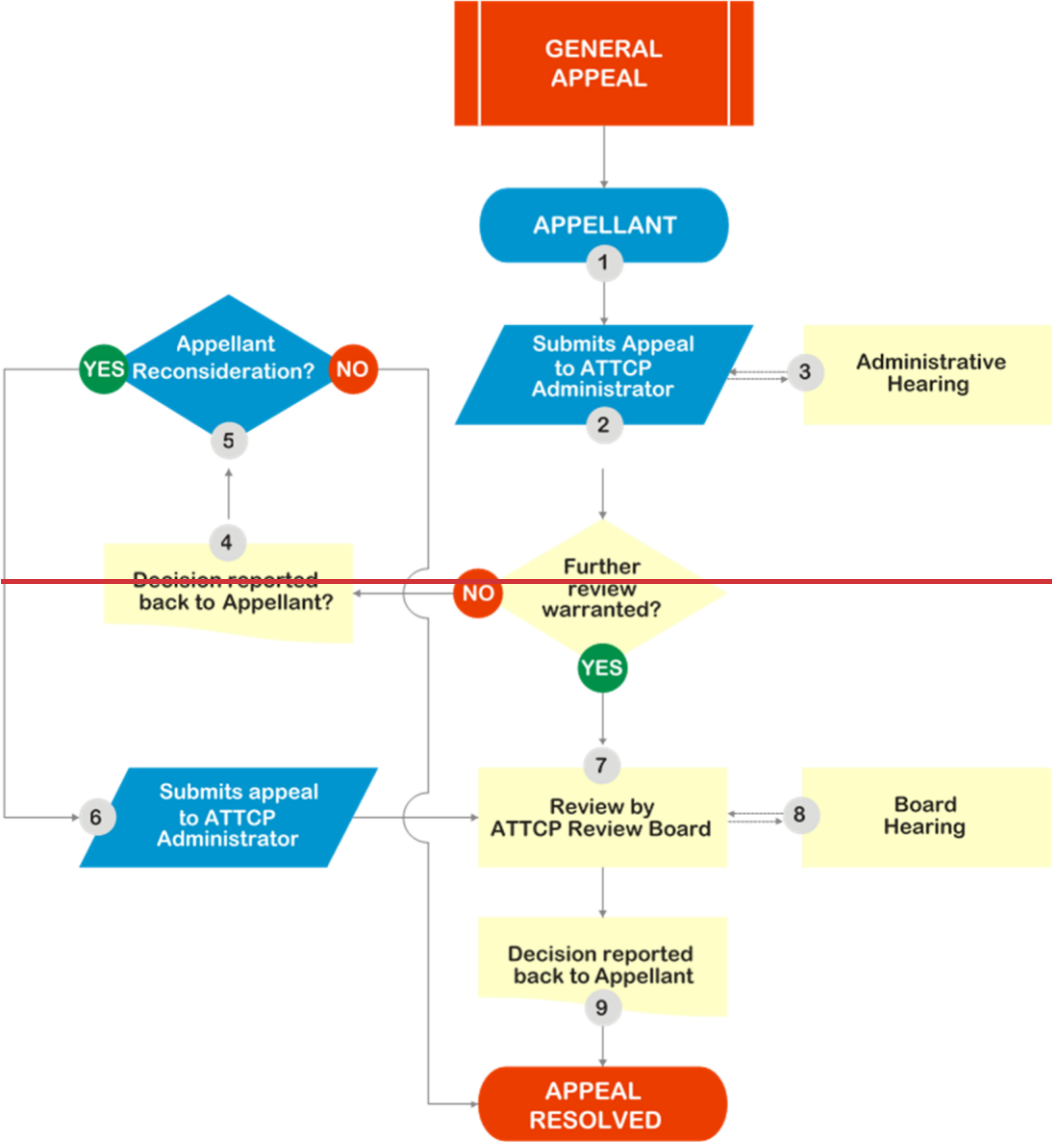 GENERAL
APPEAL
APPELLANT
1
Submits Appeal
to ATTCP
Administrator
2
3
Administrative
Hearing
Appellant
Reconsideration?
YES
NO
5
4
Decision reported
back to Appellant?
Further
review
warranted?
NO
YES
6
Submits appeal
to ATTCP
Administrator
7
Review by
ATTCP Review Board
8
Board
Hearing
Decision reported
back to Appellant
9
APPEAL
RESOLVED